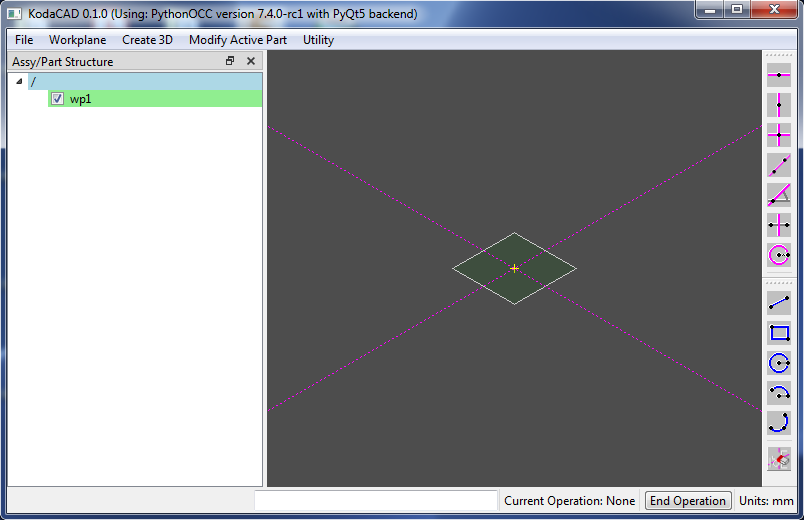 KodaCAD 0.1.0 (Using: PythonOCC version 7.4.0-rc1 with PyQt5 backend)
File Workplane Create 3D Modify Active Part Utility
Assy/Part Structure
/
wp1
Current Operation: None End Operation Units: mm